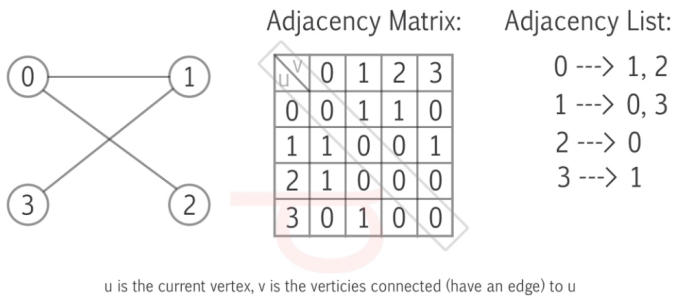 Adjacency Matrix:
Adjacency List:
0 1
3 2
u v 0 1 2 3
0 0 1 1 0
1 1 0 0 1
2 1 0 0 0
3 0 1 0 0
0 ---> 1, 2
1 ---> 0, 3
2 ---> 0
3 ---> 1
u is the current vertex, v is the verticies connected (have an edge) to u